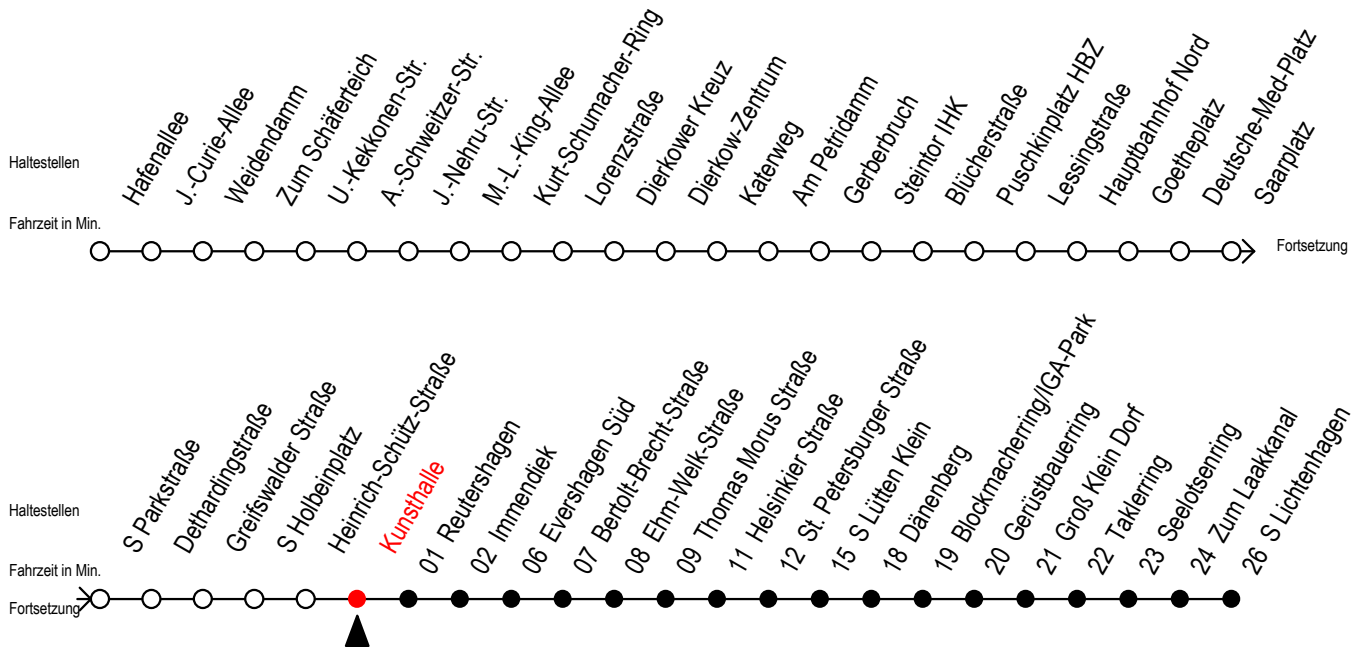 Haltestellen
Hafenallee
J.-Curie-Allee
Weidendamm
Zum Schäferteich
U.-Kekkonen-Str.
A.-Schweitzer-Str.
J.-Nehru-Str.
M.-L.-King-Allee
Kurt-Schumacher-Ring
Lorenzstraße
Dierkower Kreuz
Dierkow-Zentrum
Katerweg
Am Petridamm
Gerberbruch
Steintor IHK
Blücherstraße
Puschkinplatz HBZ
Lessingstraße
Hauptbahnhof Nord
Goetheplatz
Deutsche-Med-Platz
Saarplatz
Fahrzeit in Min.
Fortsetzung
Haltestellen
S Parkstraße
Dethardingstraße
Greifswalder Straße
S Holbeinplatz
Heinrich-Schütz-Straße
Kunsthalle
01 Reutershagen
02 Immendiek
06 Evershagen Süd
07 Bertolt-Brecht-Straße
08 Ehm-Welk-Straße
09 Thomas Morus Straße
11 Helsinkier Straße
12 St. Petersburger Straße
15 S Lütten Klein
18 Dänenberg
19 Blockmacherring/IGA-Park
20 Gerüstbauerring
21 Groß Klein Dorf
22 Taklerring
23 Seelotsenring
24 Zum Laakkanal
26 S Lichtenhagen
Fahrzeit in Min.
Fortsetzung